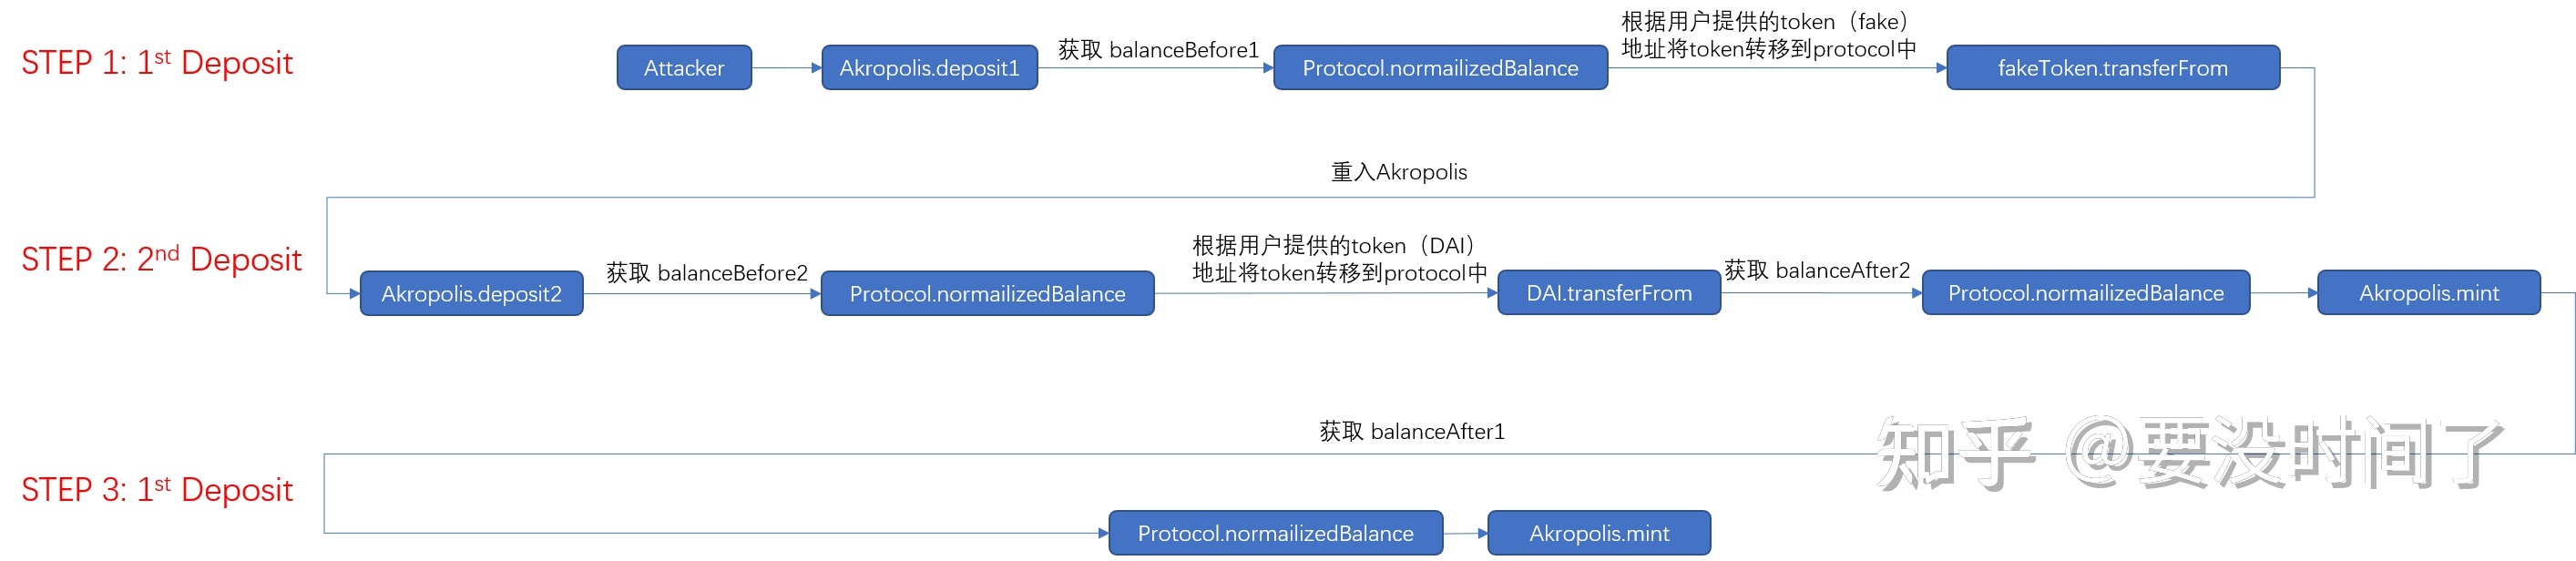 STEP 1: 1st Deposit
Attacker
Akropolis.deposit1
获取 balanceBefore1
Protocol.normailizedBalance
根据用户提供的token（fake）
地址将token转移到protocol中
fakeToken.transferFrom
重入Akropolis
STEP 2: 2nd Deposit
Akropolis.deposit2
获取 balanceBefore2
Protocol.normailizedBalance
根据用户提供的token（DAI）
地址将token转移到protocol中
DAI.transferFrom
获取 balanceAfter2
Protocol.normailizedBalance
Akropolis.mint
获取 balanceAfter1
STEP 3: 1st Deposit
Protocol.normailizedBalance
Akropolis.mint
知乎 @要没时间了